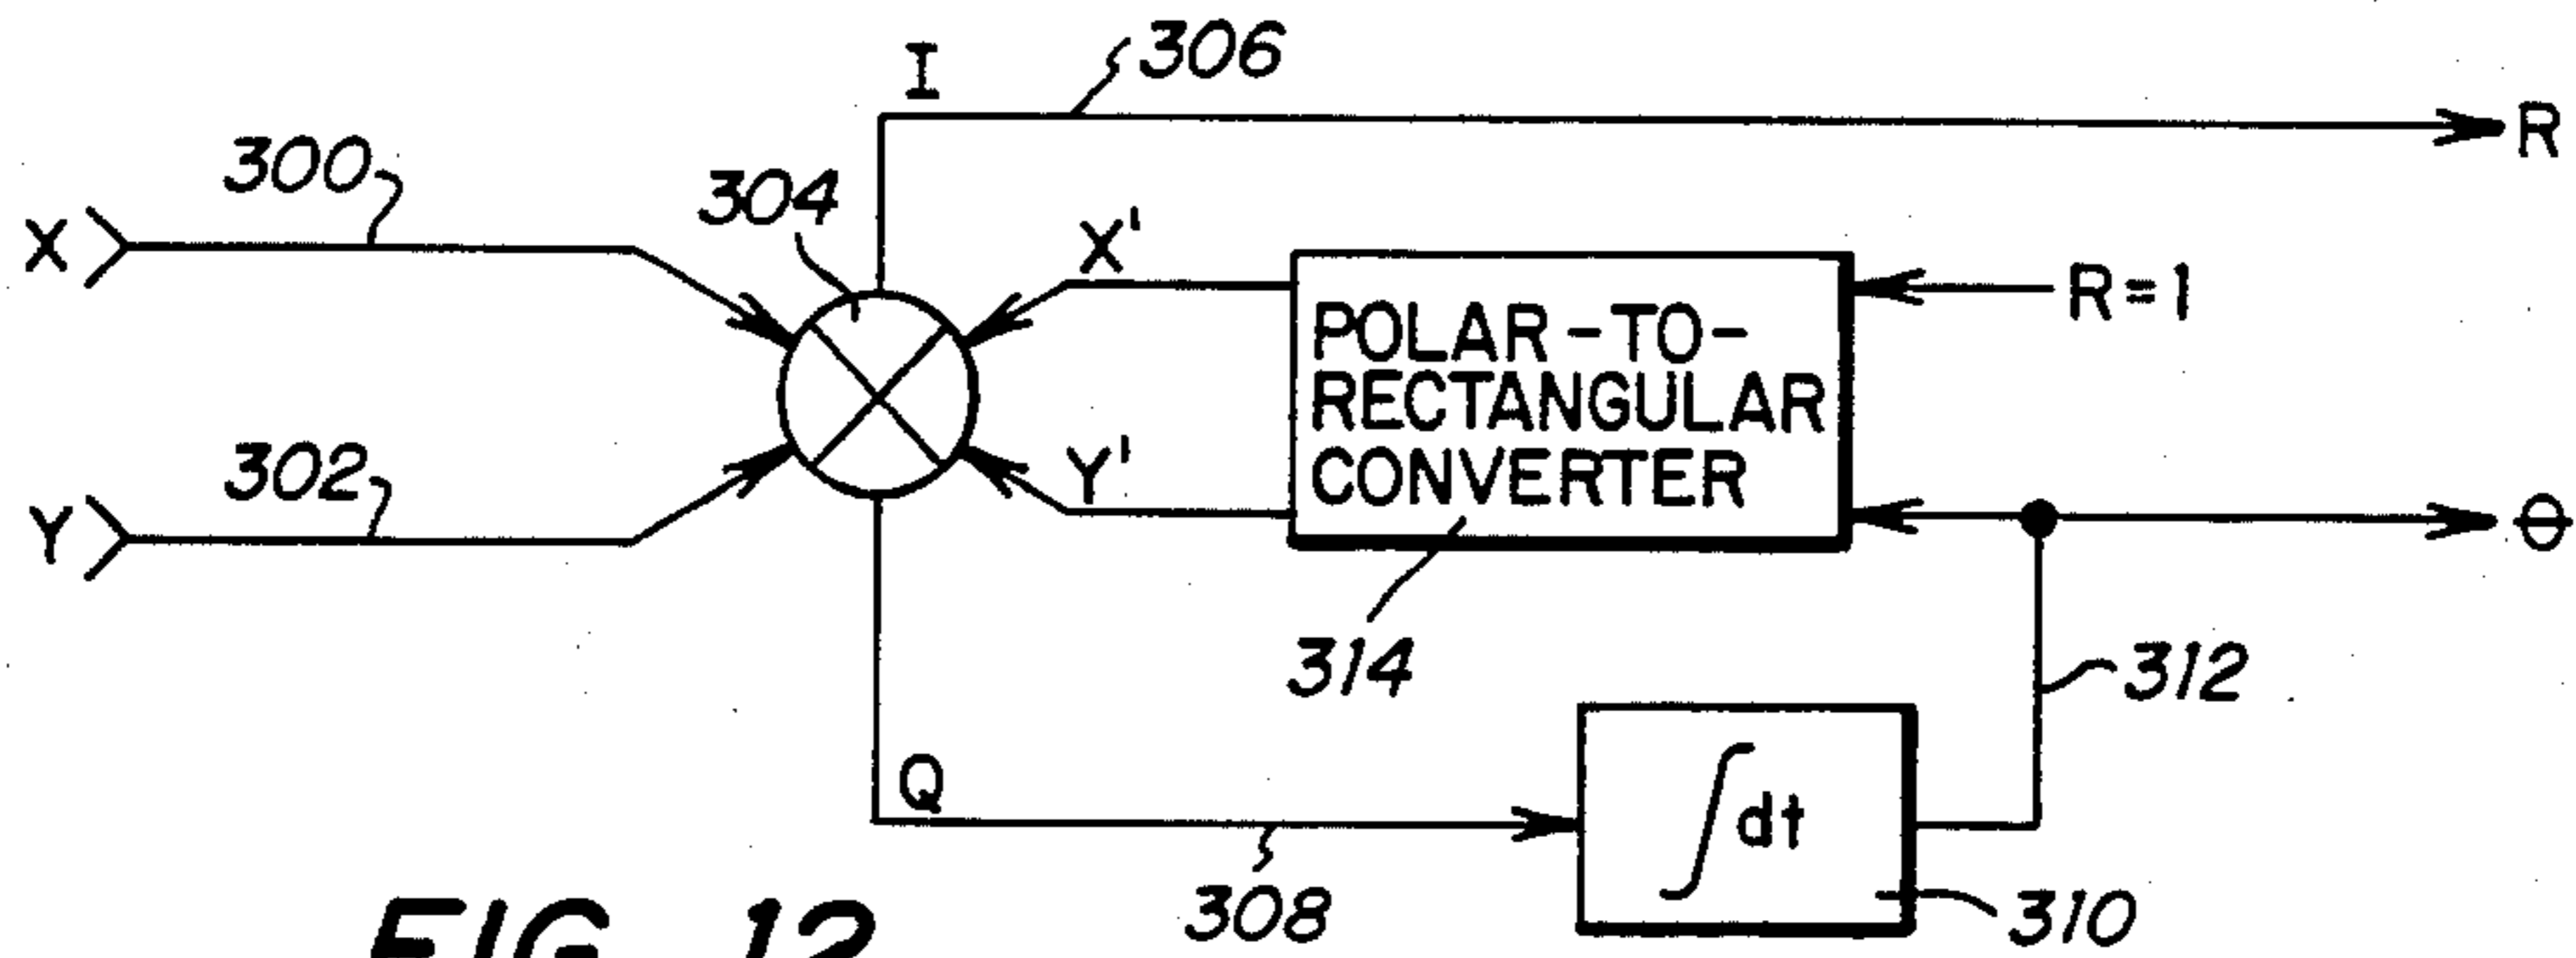 I
306
R
300
304
X
X'
R=1
POLAR-TO-
RECTANGULAR
CONVERTER
302
Y
Y'
θ
314
312
Q
∫dt
308
310
FIG. 12